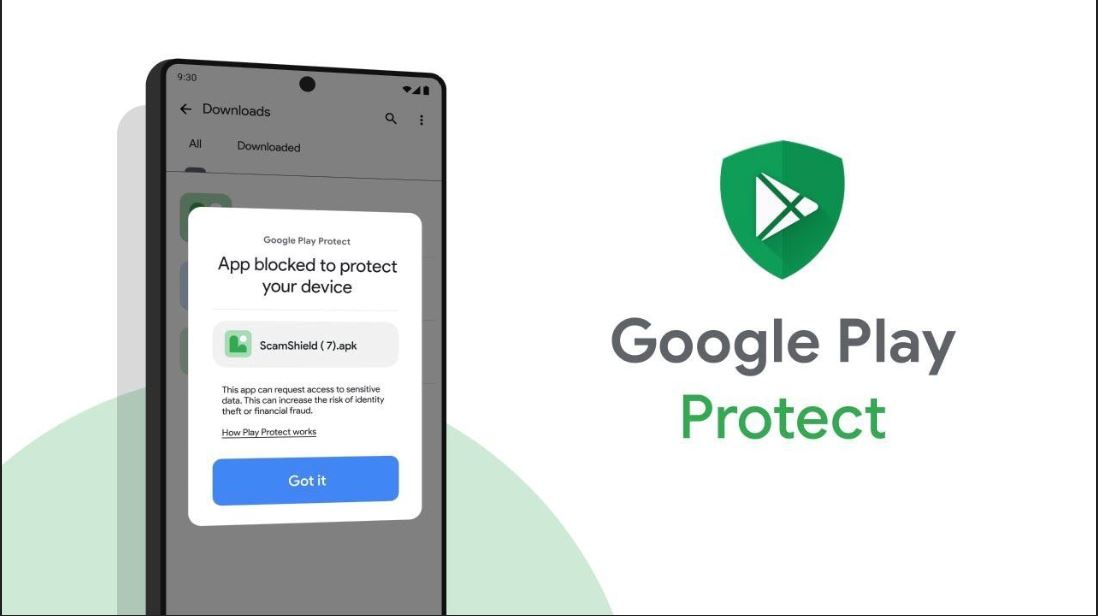 9:30
Downloads
All
Downloaded
Google Play Protect
App blocked to protect
your device
ScamShield ( 7).apk
This app can request access to sensitive
data. This can increase the risk of identity
theft or financial fraud.
How Play Protect works
Got it
Google Play
Protect